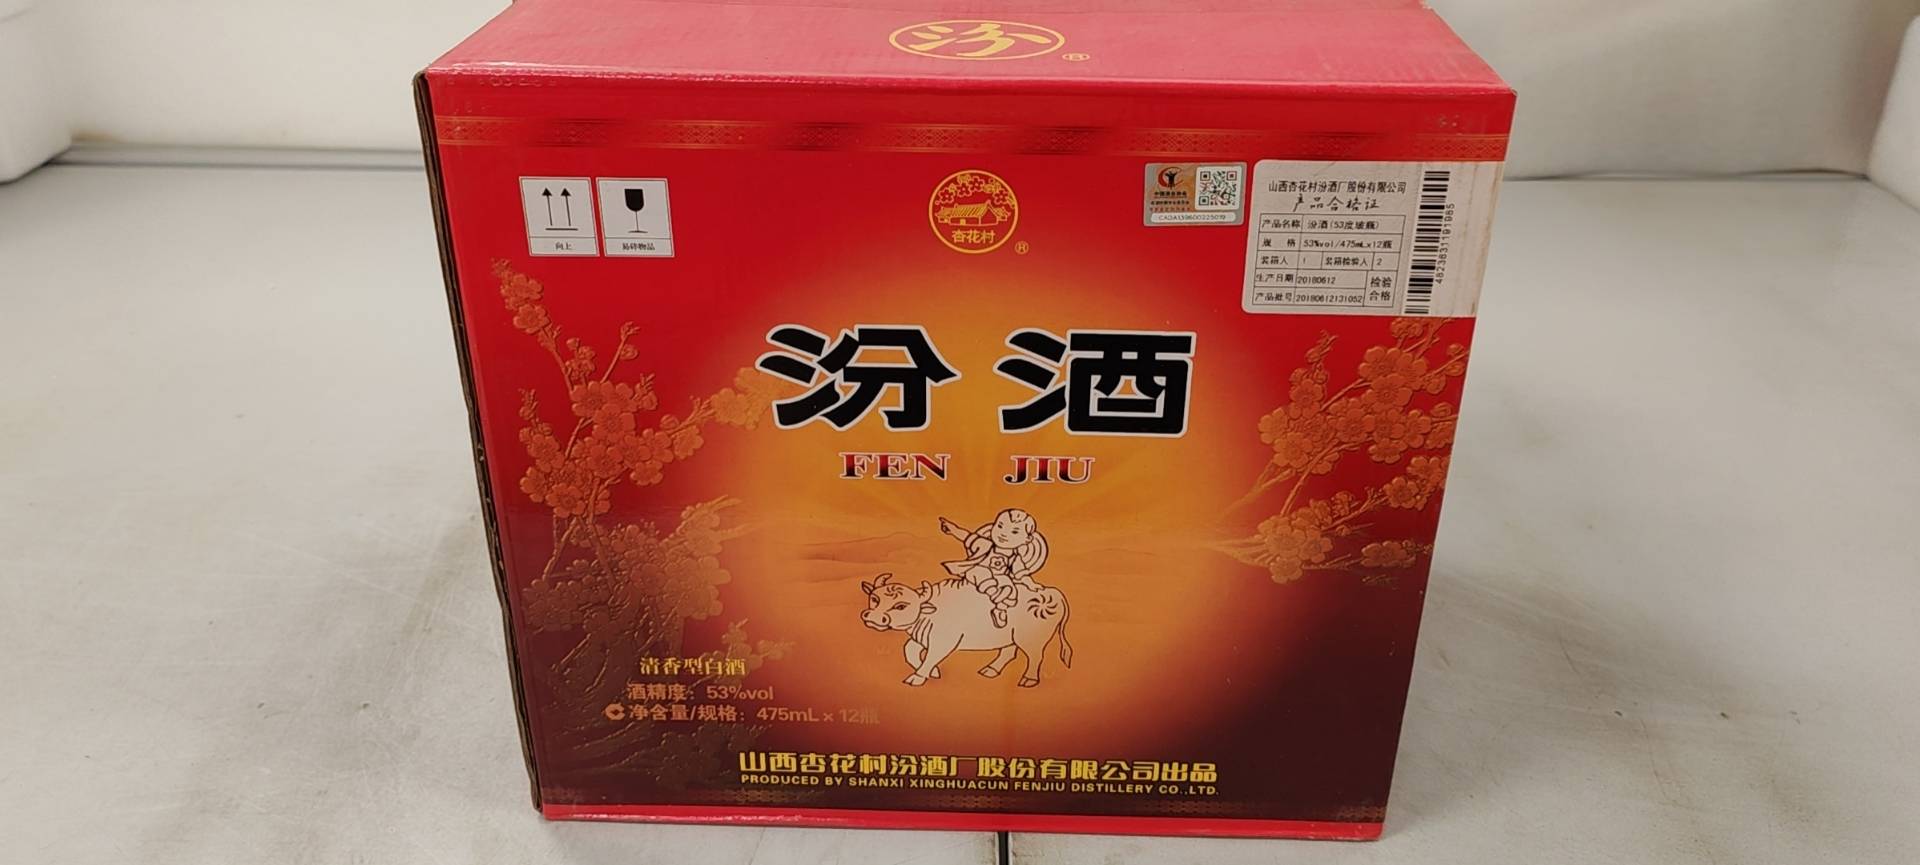 汾
®
向上
易碎物品
杏花村
®
CADA139600225019
山西杏花村汾酒厂股份有限公司
产品合格证
产品名称 汾酒(53度玻瓶)
规 格 53%vol/475mL×12瓶
装箱人 1 装箱检验人 2
生产日期 20180612 检验
产品批号 20180612131052 合格
4823831191985
汾酒
FEN JIU
清香型白酒
酒精度：53%vol
净含量/规格：475mL×12瓶
山西杏花村汾酒厂股份有限公司出品
PRODUCED BY SHANXI XINGHUACUN FENJIU DISTILLERY CO.,LTD.